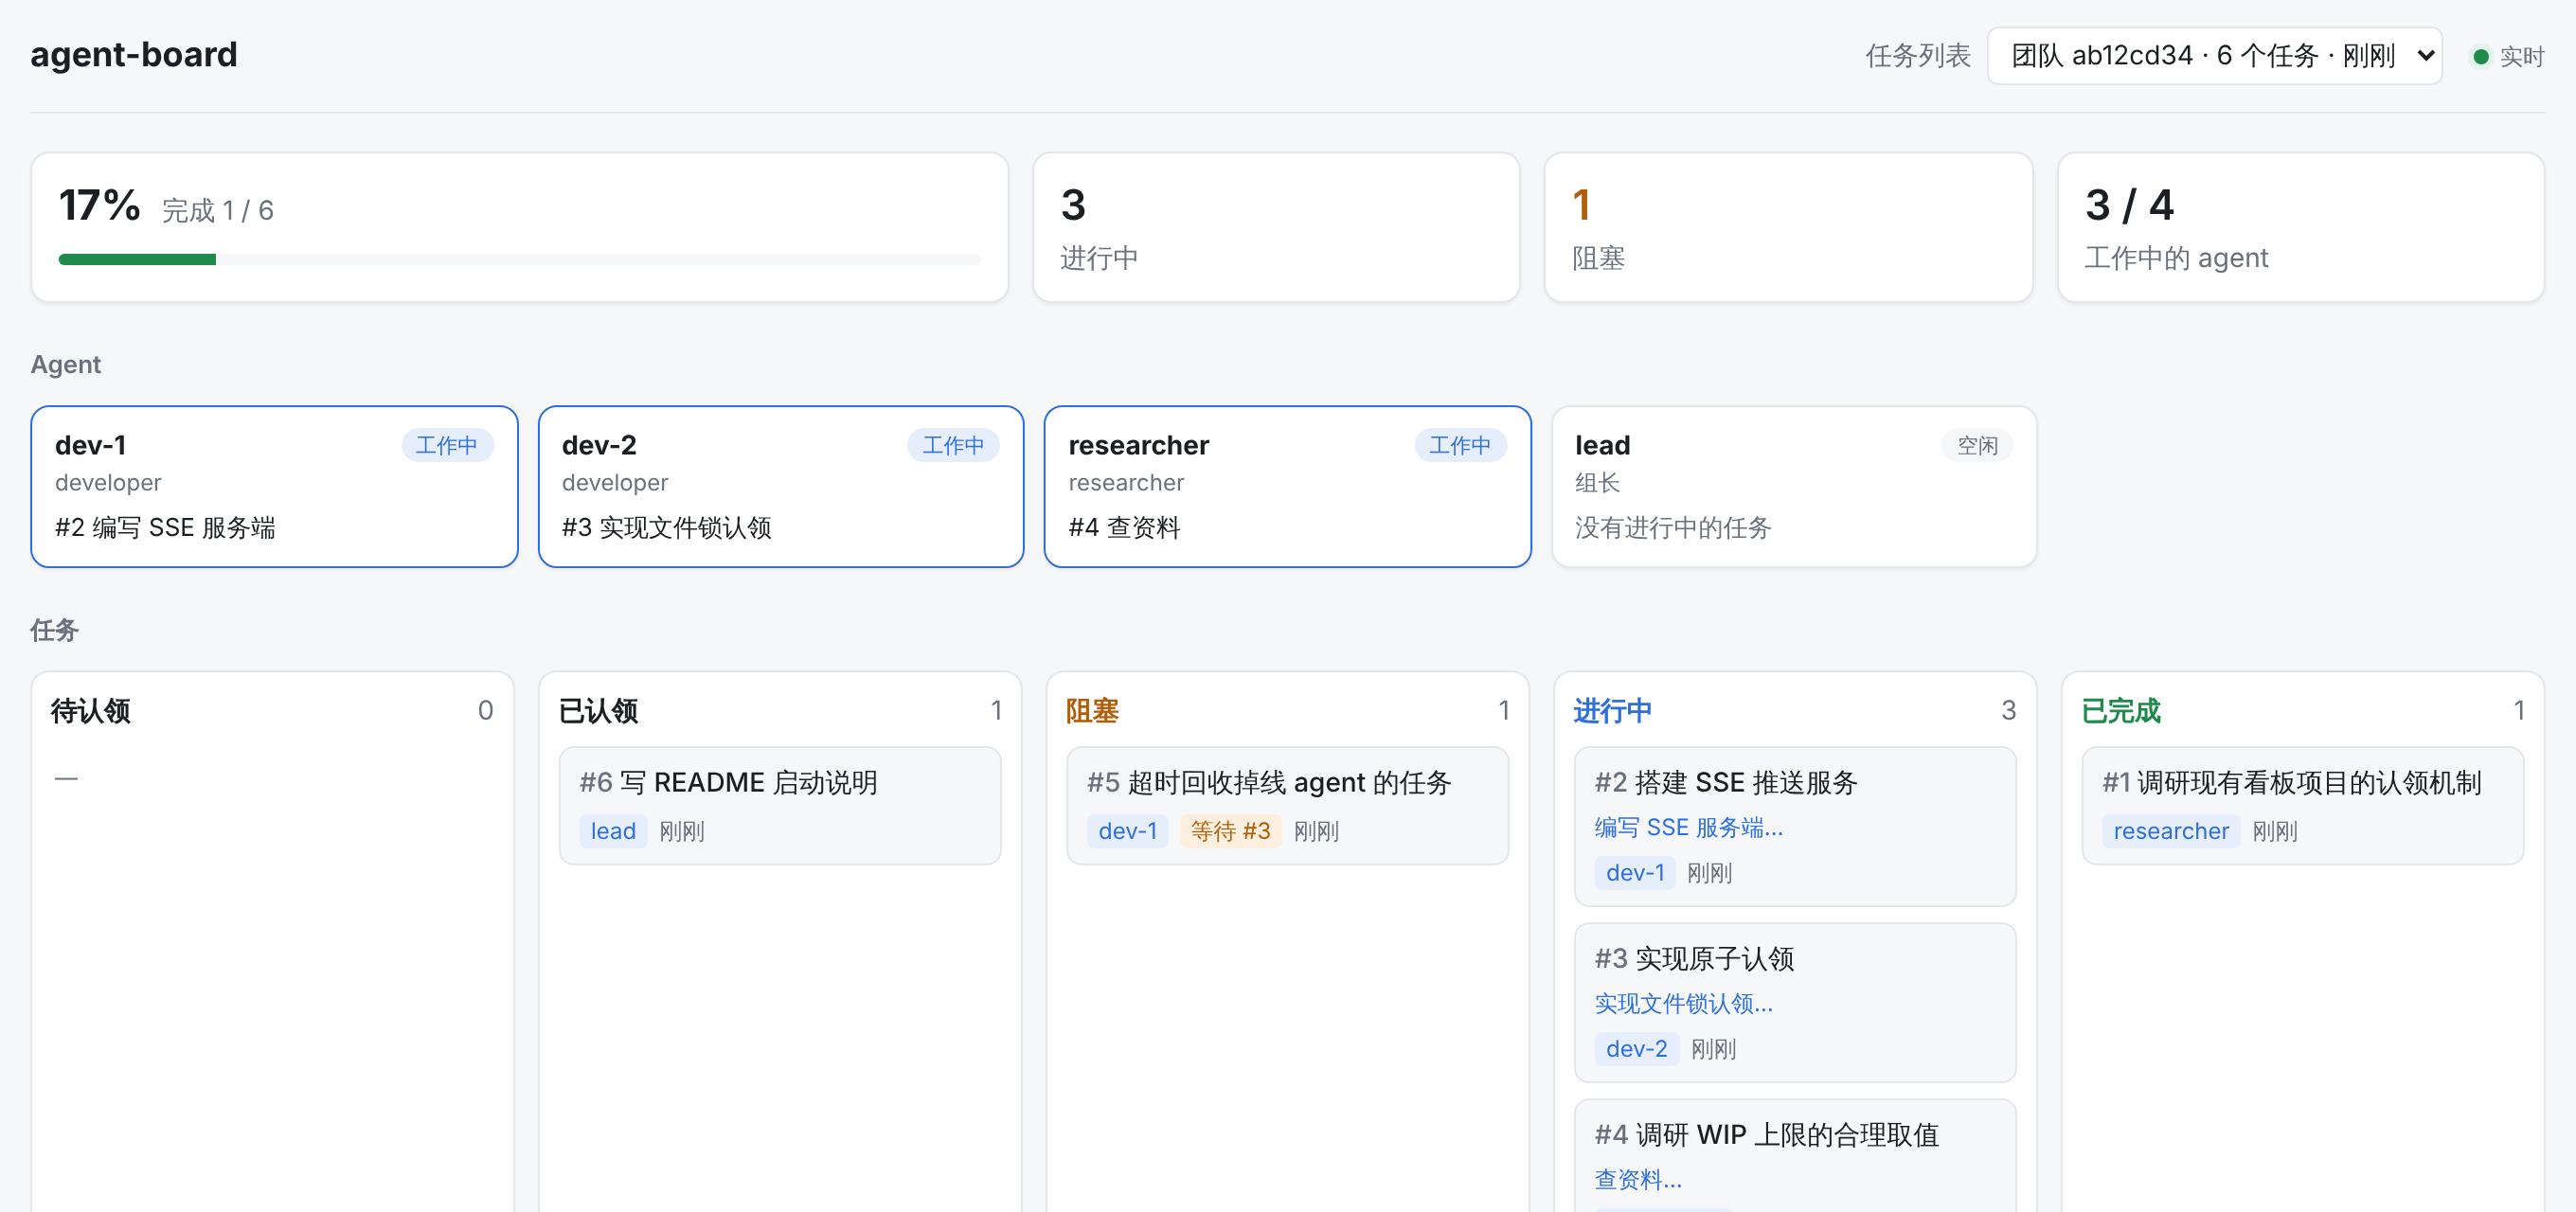 agent-board
任务列表
团队 ab12cd34 · 6 个任务 · 刚刚
实时
17% 完成 1 / 6
3
进行中
1
阻塞
3 / 4
工作中的 agent
Agent
dev-1
工作中
developer
#2 编写 SSE 服务端
dev-2
工作中
developer
#3 实现文件锁认领
researcher
工作中
researcher
#4 查资料
lead
空闲
组长
没有进行中的任务
任务
待认领 0
—
已认领 1
#6 写 README 启动说明
lead 刚刚
阻塞 1
#5 超时回收掉线 agent 的任务
dev-1 等待 #3 刚刚
进行中 3
#2 搭建 SSE 推送服务
编写 SSE 服务端...
dev-1 刚刚
#3 实现原子认领
实现文件锁认领...
dev-2 刚刚
#4 调研 WIP 上限的合理取值
查资料...
已完成 1
#1 调研现有看板项目的认领机制
researcher 刚刚